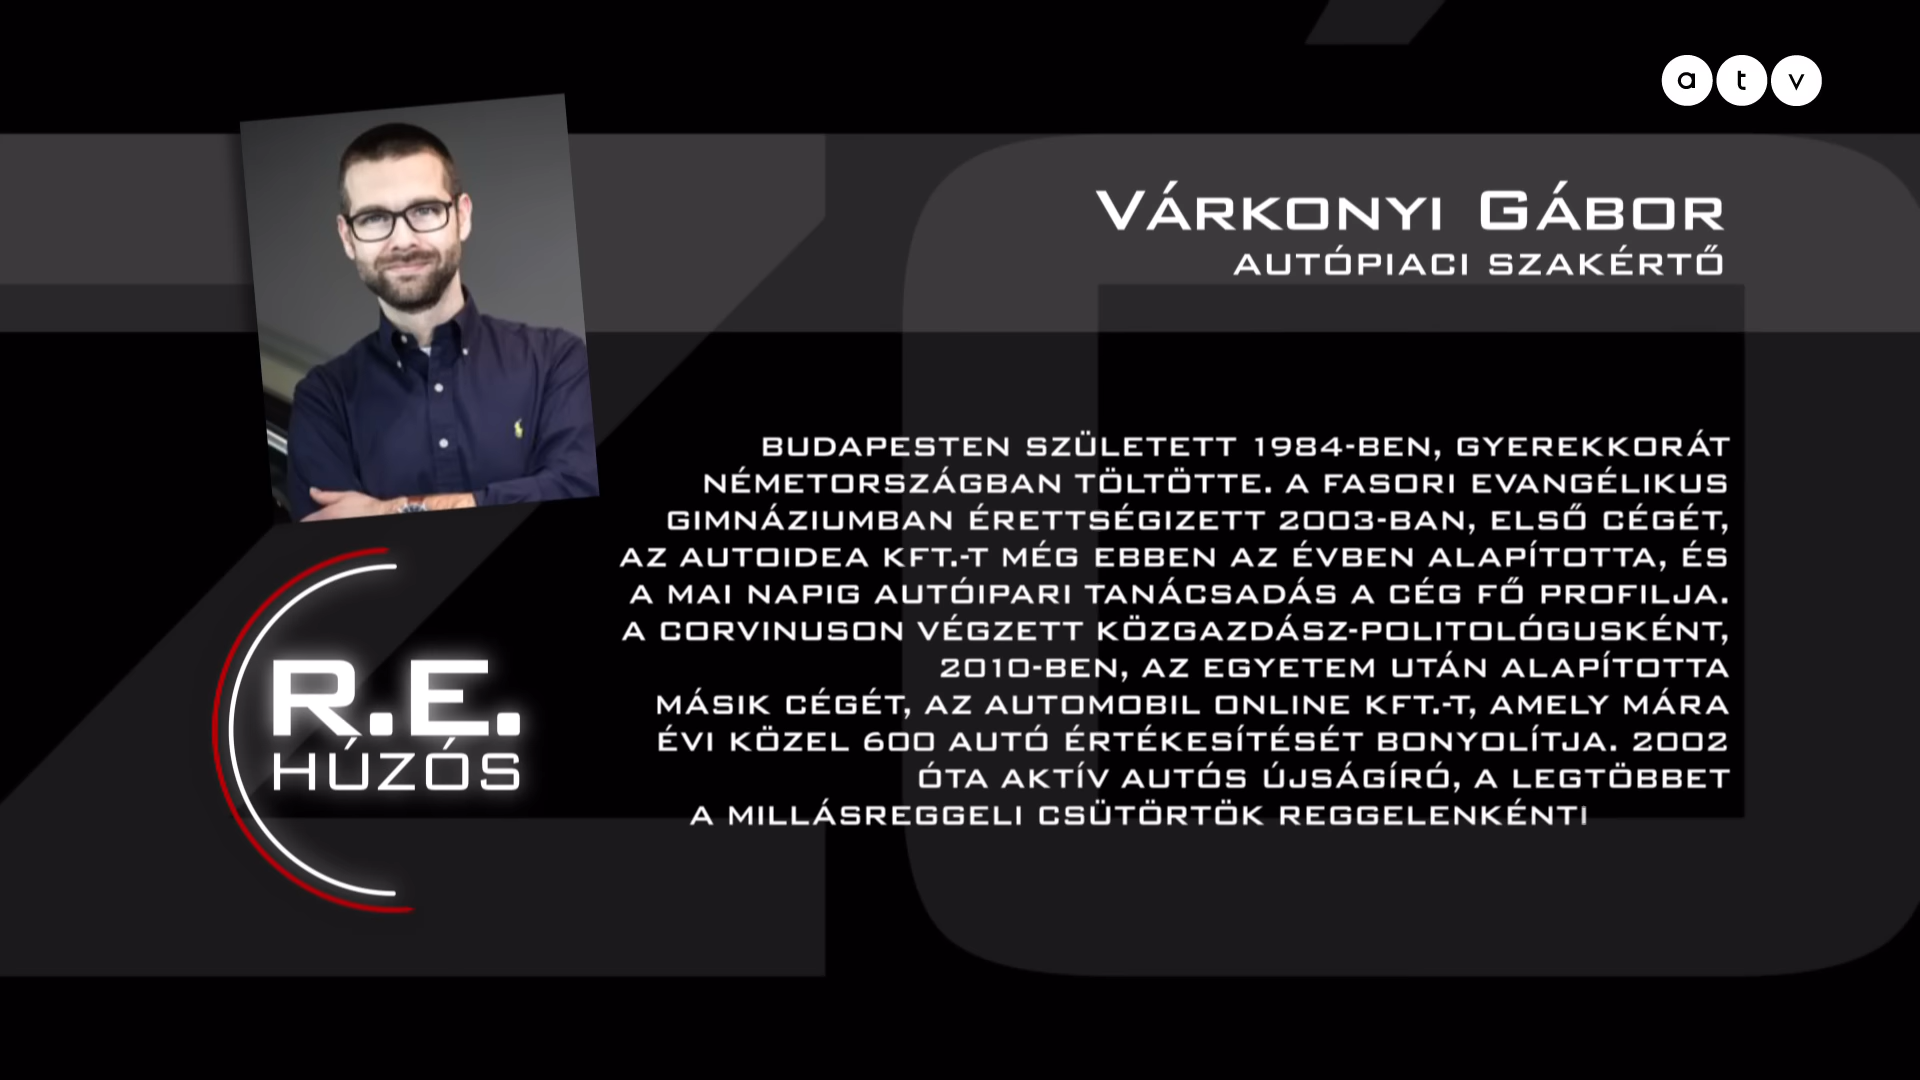 atv
VÁRKONYI GÁBOR
AUTÓPIACI SZAKÉRTŐ
BUDAPESTEN SZÜLETETT 1984-BEN, GYEREKKORÁT
NÉMETORSZÁGBAN TÖLTÖTTE. A FASORI EVANGÉLIKUS
GIMNÁZIUMBAN ÉRETTSÉGIZETT 2003-BAN, ELSŐ CÉGÉT,
AZ AUTOIDEA KFT.-T MÉG EBBEN AZ ÉVBEN ALAPÍTOTTA, ÉS
A MAI NAPIG AUTÓIPARI TANÁCSADÁS A CÉG FŐ PROFILJA.
A CORVINUSON VÉGZETT KÖZGAZDÁSZ-POLITOLÓGUSKÉNT,
2010-BEN, AZ EGYETEM UTÁN ALAPÍTOTTA
MÁSIK CÉGÉT, AZ AUTOMOBIL ONLINE KFT.-T, AMELY MÁRA
ÉVI KÖZEL 600 AUTÓ ÉRTÉKESÍTÉSÉT BONYOLÍTJA. 2002
ÓTA AKTÍV AUTÓS ÚJSÁGÍRÓ, A LEGTÖBBET
A MILLÁSREGGELI CSÜTÖRTÖK REGGELENKÉNTI
R.E.
HÚZÓS